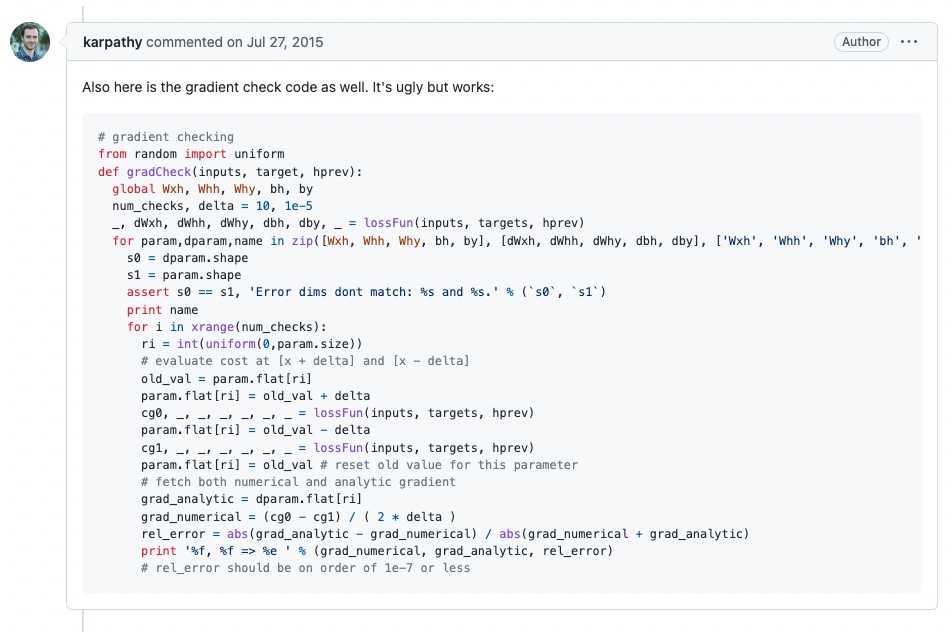 karpathy commented on Jul 27, 2015
Author
Also here is the gradient check code as well. It's ugly but works:
# gradient checking
from random import uniform
def gradCheck(inputs, target, hprev):
  global Wxh, Whh, Why, bh, by
  num_checks, delta = 10, 1e-5
  _, dWxh, dWhh, dWhy, dbh, dby, _ = lossFun(inputs, targets, hprev)
  for param,dparam,name in zip([Wxh, Whh, Why, bh, by], [dWxh, dWhh, dWhy, dbh, dby], ['Wxh', 'Whh', 'Why', 'bh', '
    s0 = dparam.shape
    s1 = param.shape
    assert s0 == s1, 'Error dims dont match: %s and %s.' % (`s0`, `s1`)
    print name
    for i in xrange(num_checks):
      ri = int(uniform(0,param.size))
      # evaluate cost at [x + delta] and [x - delta]
      old_val = param.flat[ri]
      param.flat[ri] = old_val + delta
      cg0, _, _, _, _, _, _ = lossFun(inputs, targets, hprev)
      param.flat[ri] = old_val - delta
      cg1, _, _, _, _, _, _ = lossFun(inputs, targets, hprev)
      param.flat[ri] = old_val # reset old value for this parameter
      # fetch both numerical and analytic gradient
      grad_analytic = dparam.flat[ri]
      grad_numerical = (cg0 - cg1) / ( 2 * delta )
      rel_error = abs(grad_analytic - grad_numerical) / abs(grad_numerical + grad_analytic)
      print '%f, %f => %e ' % (grad_numerical, grad_analytic, rel_error)
      # rel_error should be on order of 1e-7 or less